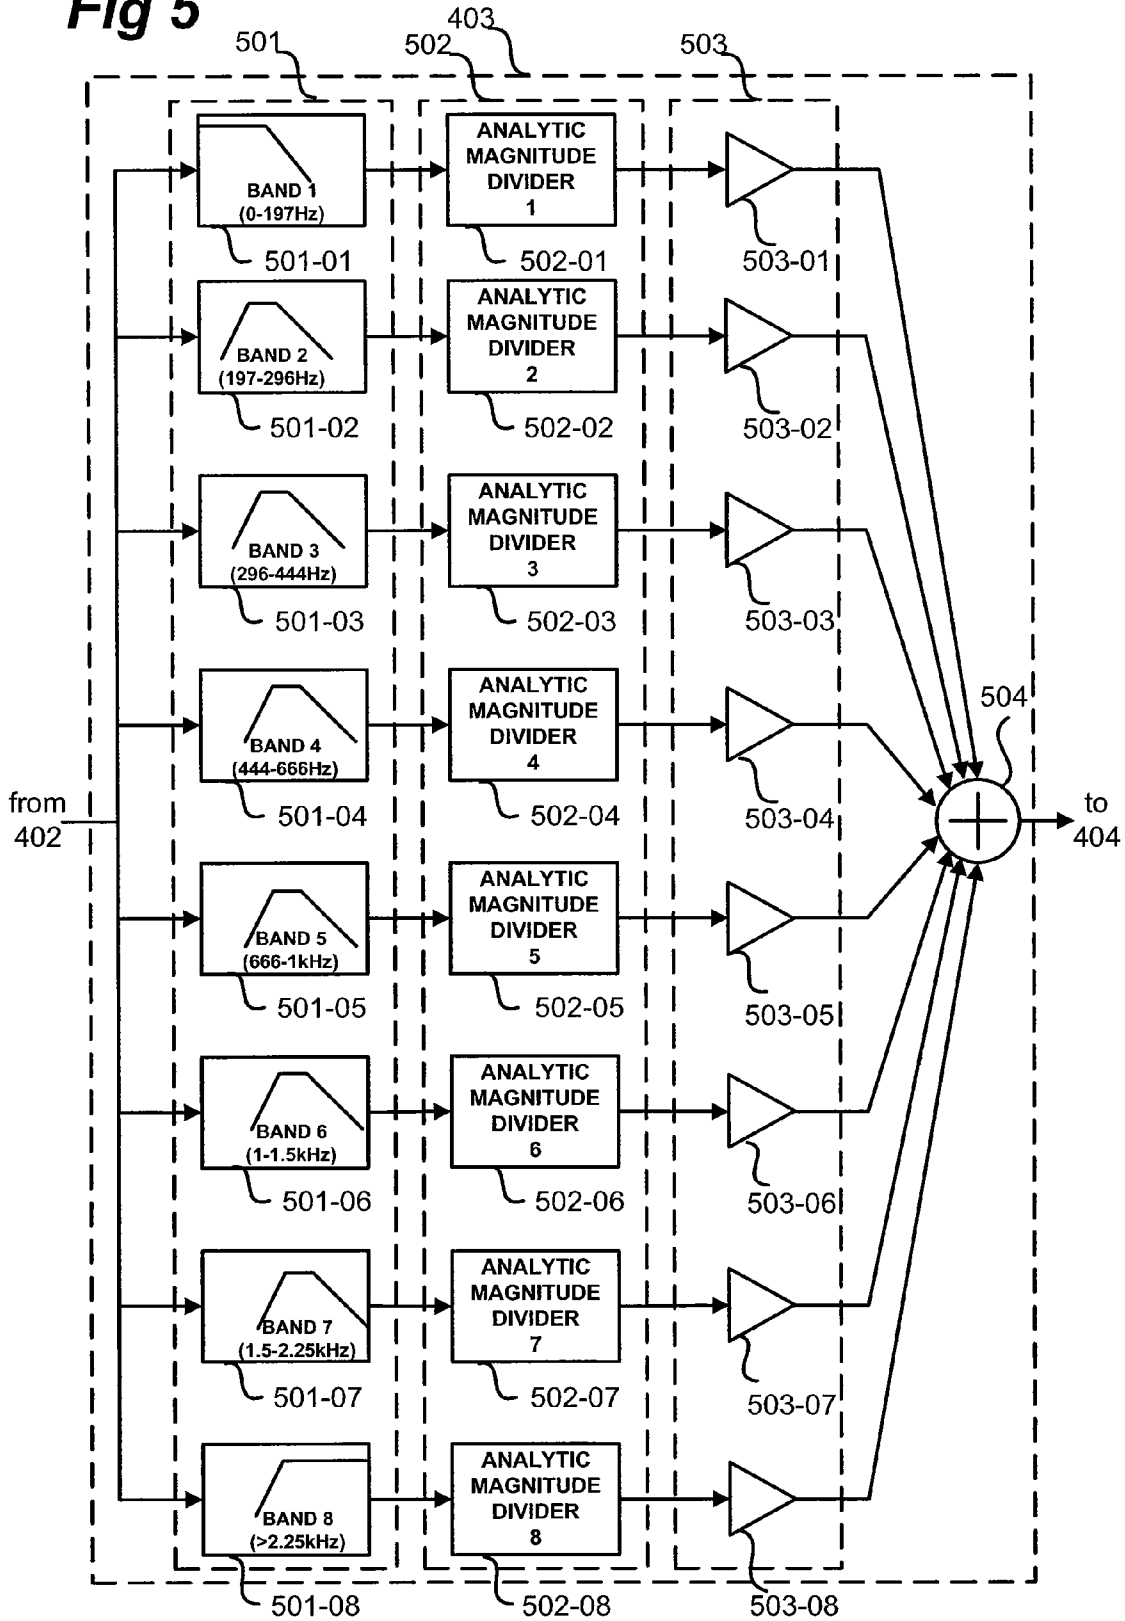 Fig 5
403
501
502
503
ANALYTIC
MAGNITUDE
DIVIDER
1
BAND 1
(0-197Hz)
501-01
502-01
503-01
ANALYTIC
MAGNITUDE
DIVIDER
2
BAND 2
(197-296Hz)
501-02
502-02
503-02
ANALYTIC
MAGNITUDE
DIVIDER
3
BAND 3
(296-444Hz)
501-03
502-03
503-03
ANALYTIC
MAGNITUDE
DIVIDER
4
504
BAND 4
(444-666Hz)
501-04
502-04
503-04
from
402
to
404
ANALYTIC
MAGNITUDE
DIVIDER
5
BAND 5
(666-1kHz)
501-05
502-05
503-05
ANALYTIC
MAGNITUDE
DIVIDER
6
BAND 6
(1-1.5kHz)
501-06
502-06
503-06
ANALYTIC
MAGNITUDE
DIVIDER
7
BAND 7
(1.5-2.25kHz)
501-07
502-07
503-07
ANALYTIC
MAGNITUDE
DIVIDER
8
BAND 8
(>2.25kHz)
501-08
502-08
503-08